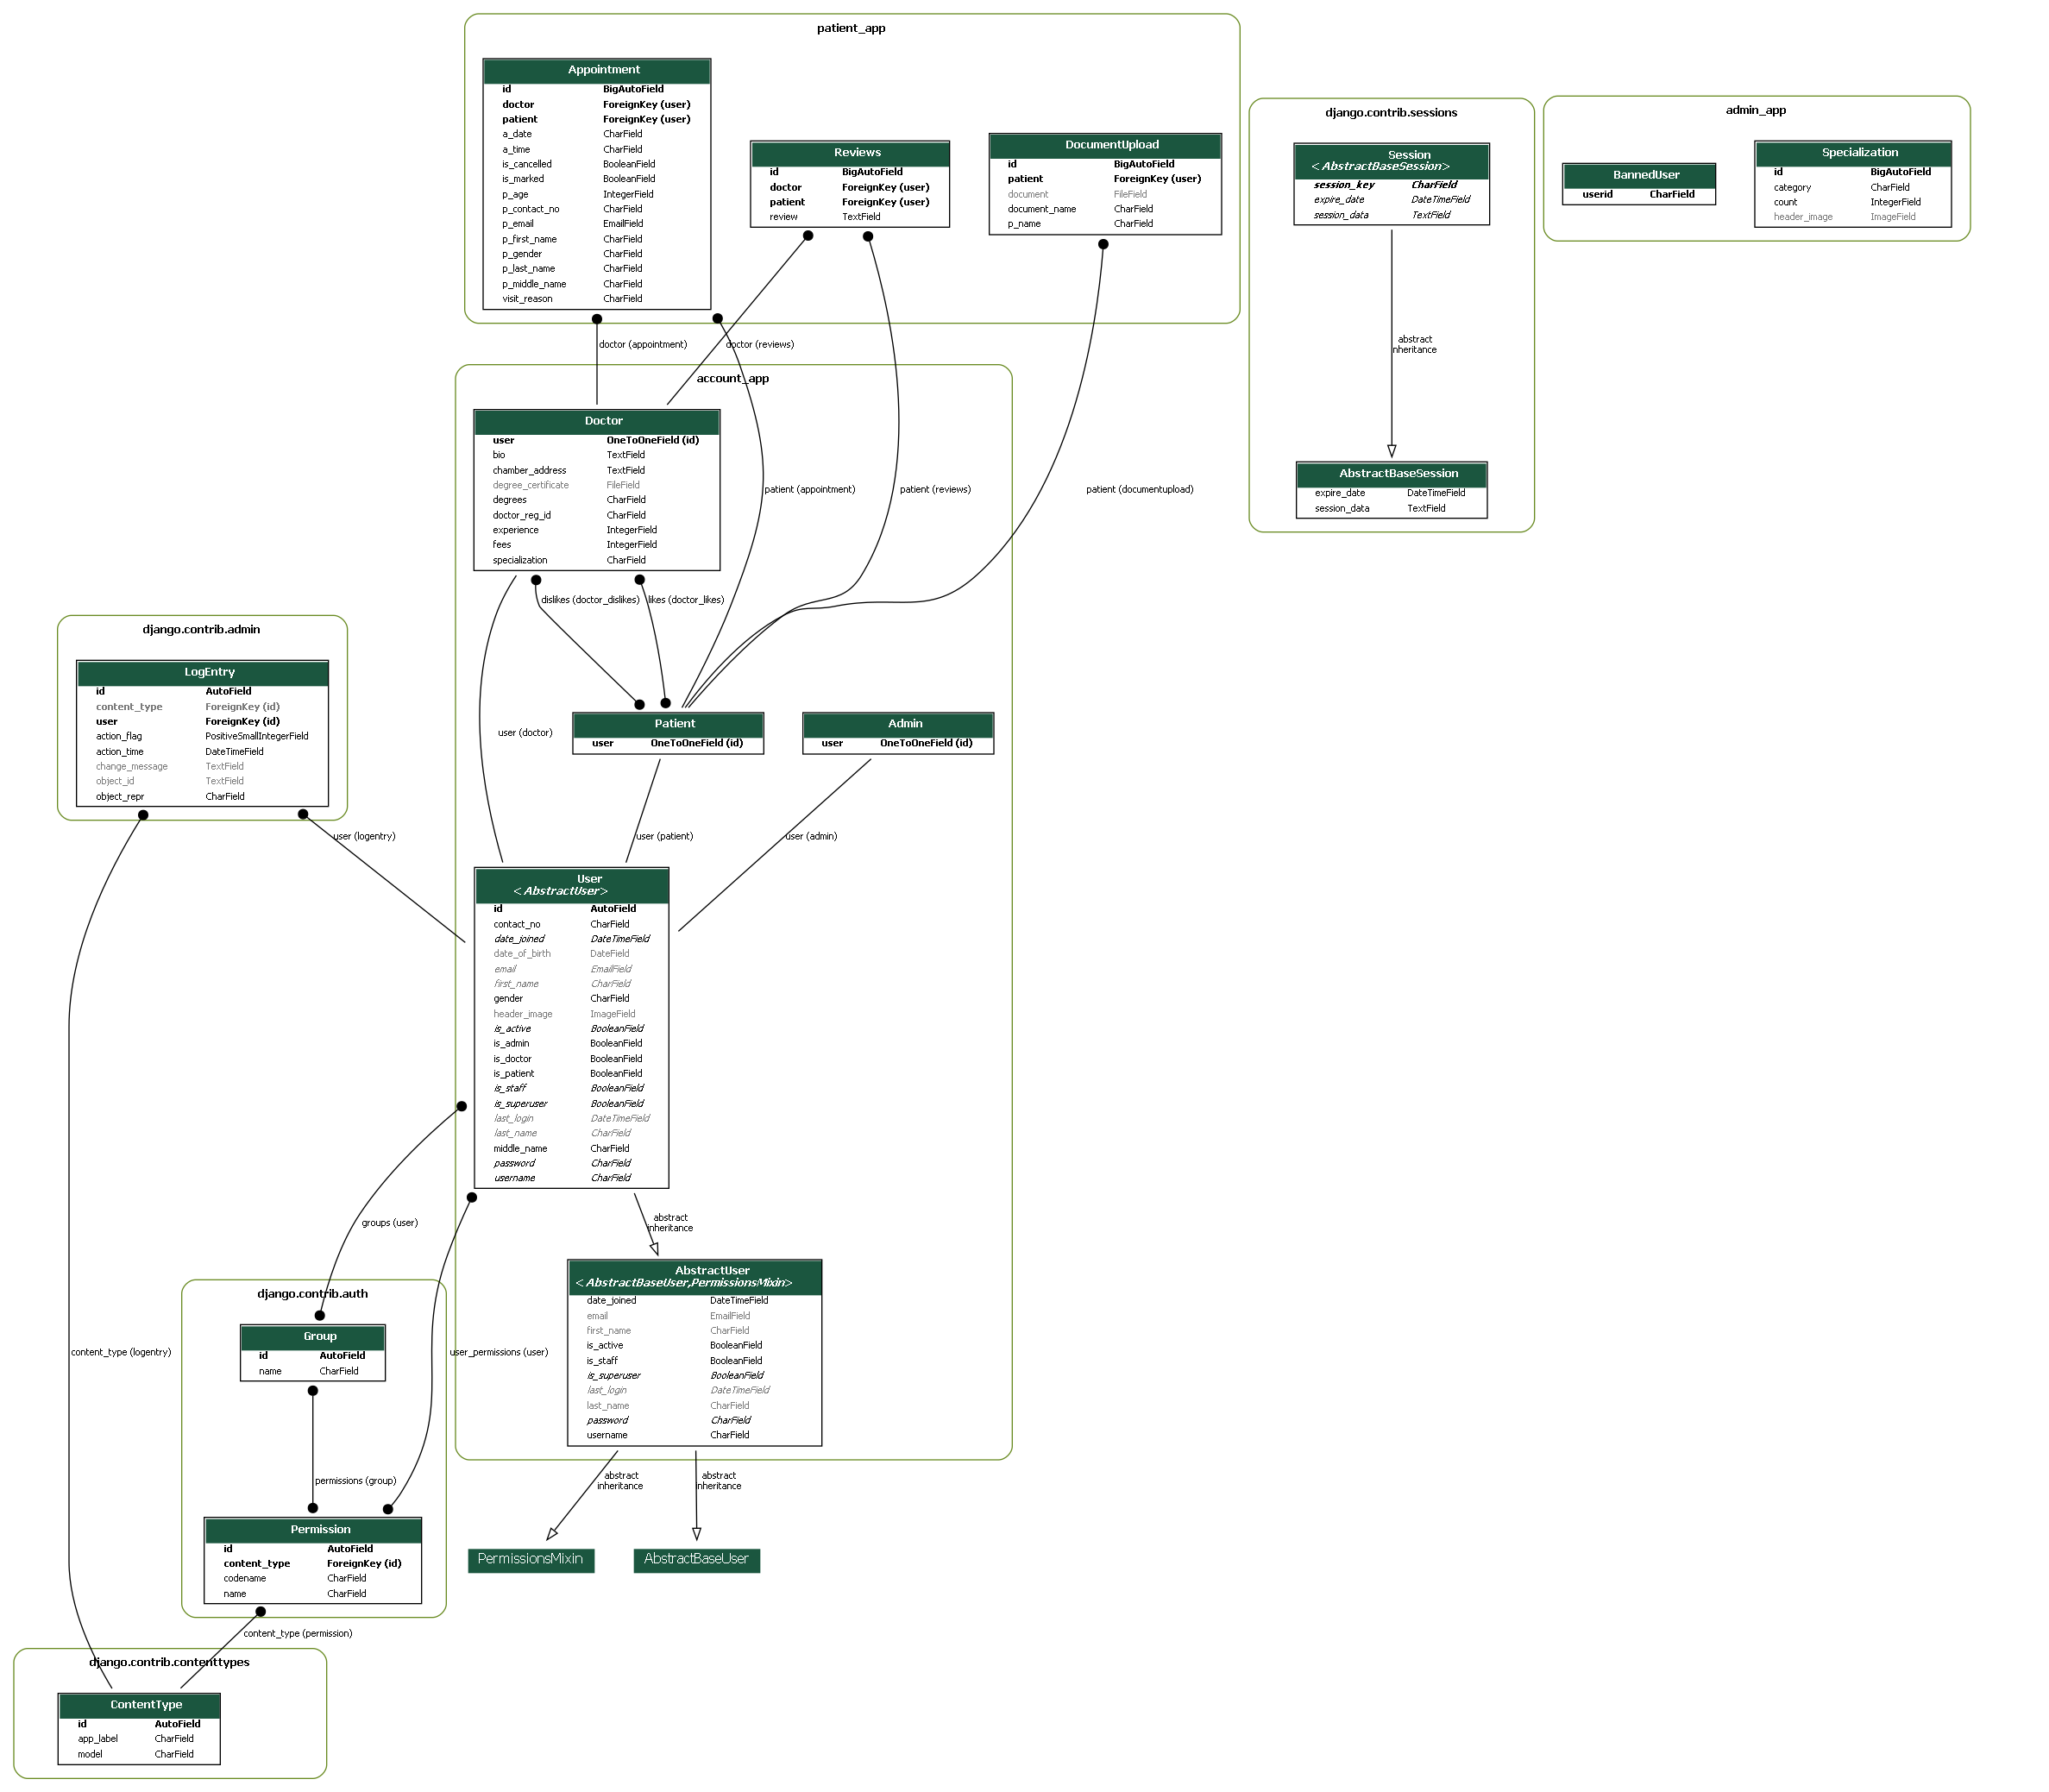 patient_app
Appointment
id BigAutoField
doctor ForeignKey (user)
patient ForeignKey (user)
a_date CharField
a_time CharField
is_cancelled BooleanField
is_marked BooleanField
p_age IntegerField
p_contact_no CharField
p_email EmailField
p_first_name CharField
p_gender CharField
p_last_name CharField
p_middle_name CharField
visit_reason CharField
Reviews
id BigAutoField
doctor ForeignKey (user)
patient ForeignKey (user)
review TextField
DocumentUpload
id BigAutoField
patient ForeignKey (user)
document FileField
document_name CharField
p_name CharField
django.contrib.sessions
Session
<AbstractBaseSession>
session_key CharField
expire_date DateTimeField
session_data TextField
abstract
inheritance
AbstractBaseSession
expire_date DateTimeField
session_data TextField
admin_app
BannedUser
userid CharField
Specialization
id BigAutoField
category CharField
count IntegerField
header_image ImageField
doctor (appointment)
doctor (reviews)
account_app
Doctor
user OneToOneField (id)
bio TextField
chamber_address TextField
degree_certificate FileField
degrees CharField
doctor_reg_id CharField
experience IntegerField
fees IntegerField
specialization CharField
patient (appointment)
patient (reviews)
patient (documentupload)
dislikes (doctor_dislikes)
likes (doctor_likes)
django.contrib.admin
LogEntry
id AutoField
content_type ForeignKey (id)
user ForeignKey (id)
action_flag PositiveSmallIntegerField
action_time DateTimeField
change_message TextField
object_id TextField
object_repr CharField
user (doctor)
Patient
user OneToOneField (id)
Admin
user OneToOneField (id)
user (logentry)
user (patient)
user (admin)
User
<AbstractUser>
id AutoField
contact_no CharField
date_joined DateTimeField
date_of_birth DateField
email EmailField
first_name CharField
gender CharField
header_image ImageField
is_active BooleanField
is_admin BooleanField
is_doctor BooleanField
is_patient BooleanField
is_staff BooleanField
is_superuser BooleanField
last_login DateTimeField
last_name CharField
middle_name CharField
password CharField
username CharField
groups (user)
abstract
inheritance
AbstractUser
<AbstractBaseUser,PermissionsMixin>
date_joined DateTimeField
email EmailField
first_name CharField
is_active BooleanField
is_staff BooleanField
is_superuser BooleanField
last_login DateTimeField
last_name CharField
password CharField
username CharField
django.contrib.auth
Group
id AutoField
name CharField
content_type (logentry)
user_permissions (user)
permissions (group)
abstract
inheritance
abstract
inheritance
Permission
id AutoField
content_type ForeignKey (id)
codename CharField
name CharField
PermissionsMixin
AbstractBaseUser
content_type (permission)
django.contrib.contenttypes
ContentType
id AutoField
app_label CharField
model CharField